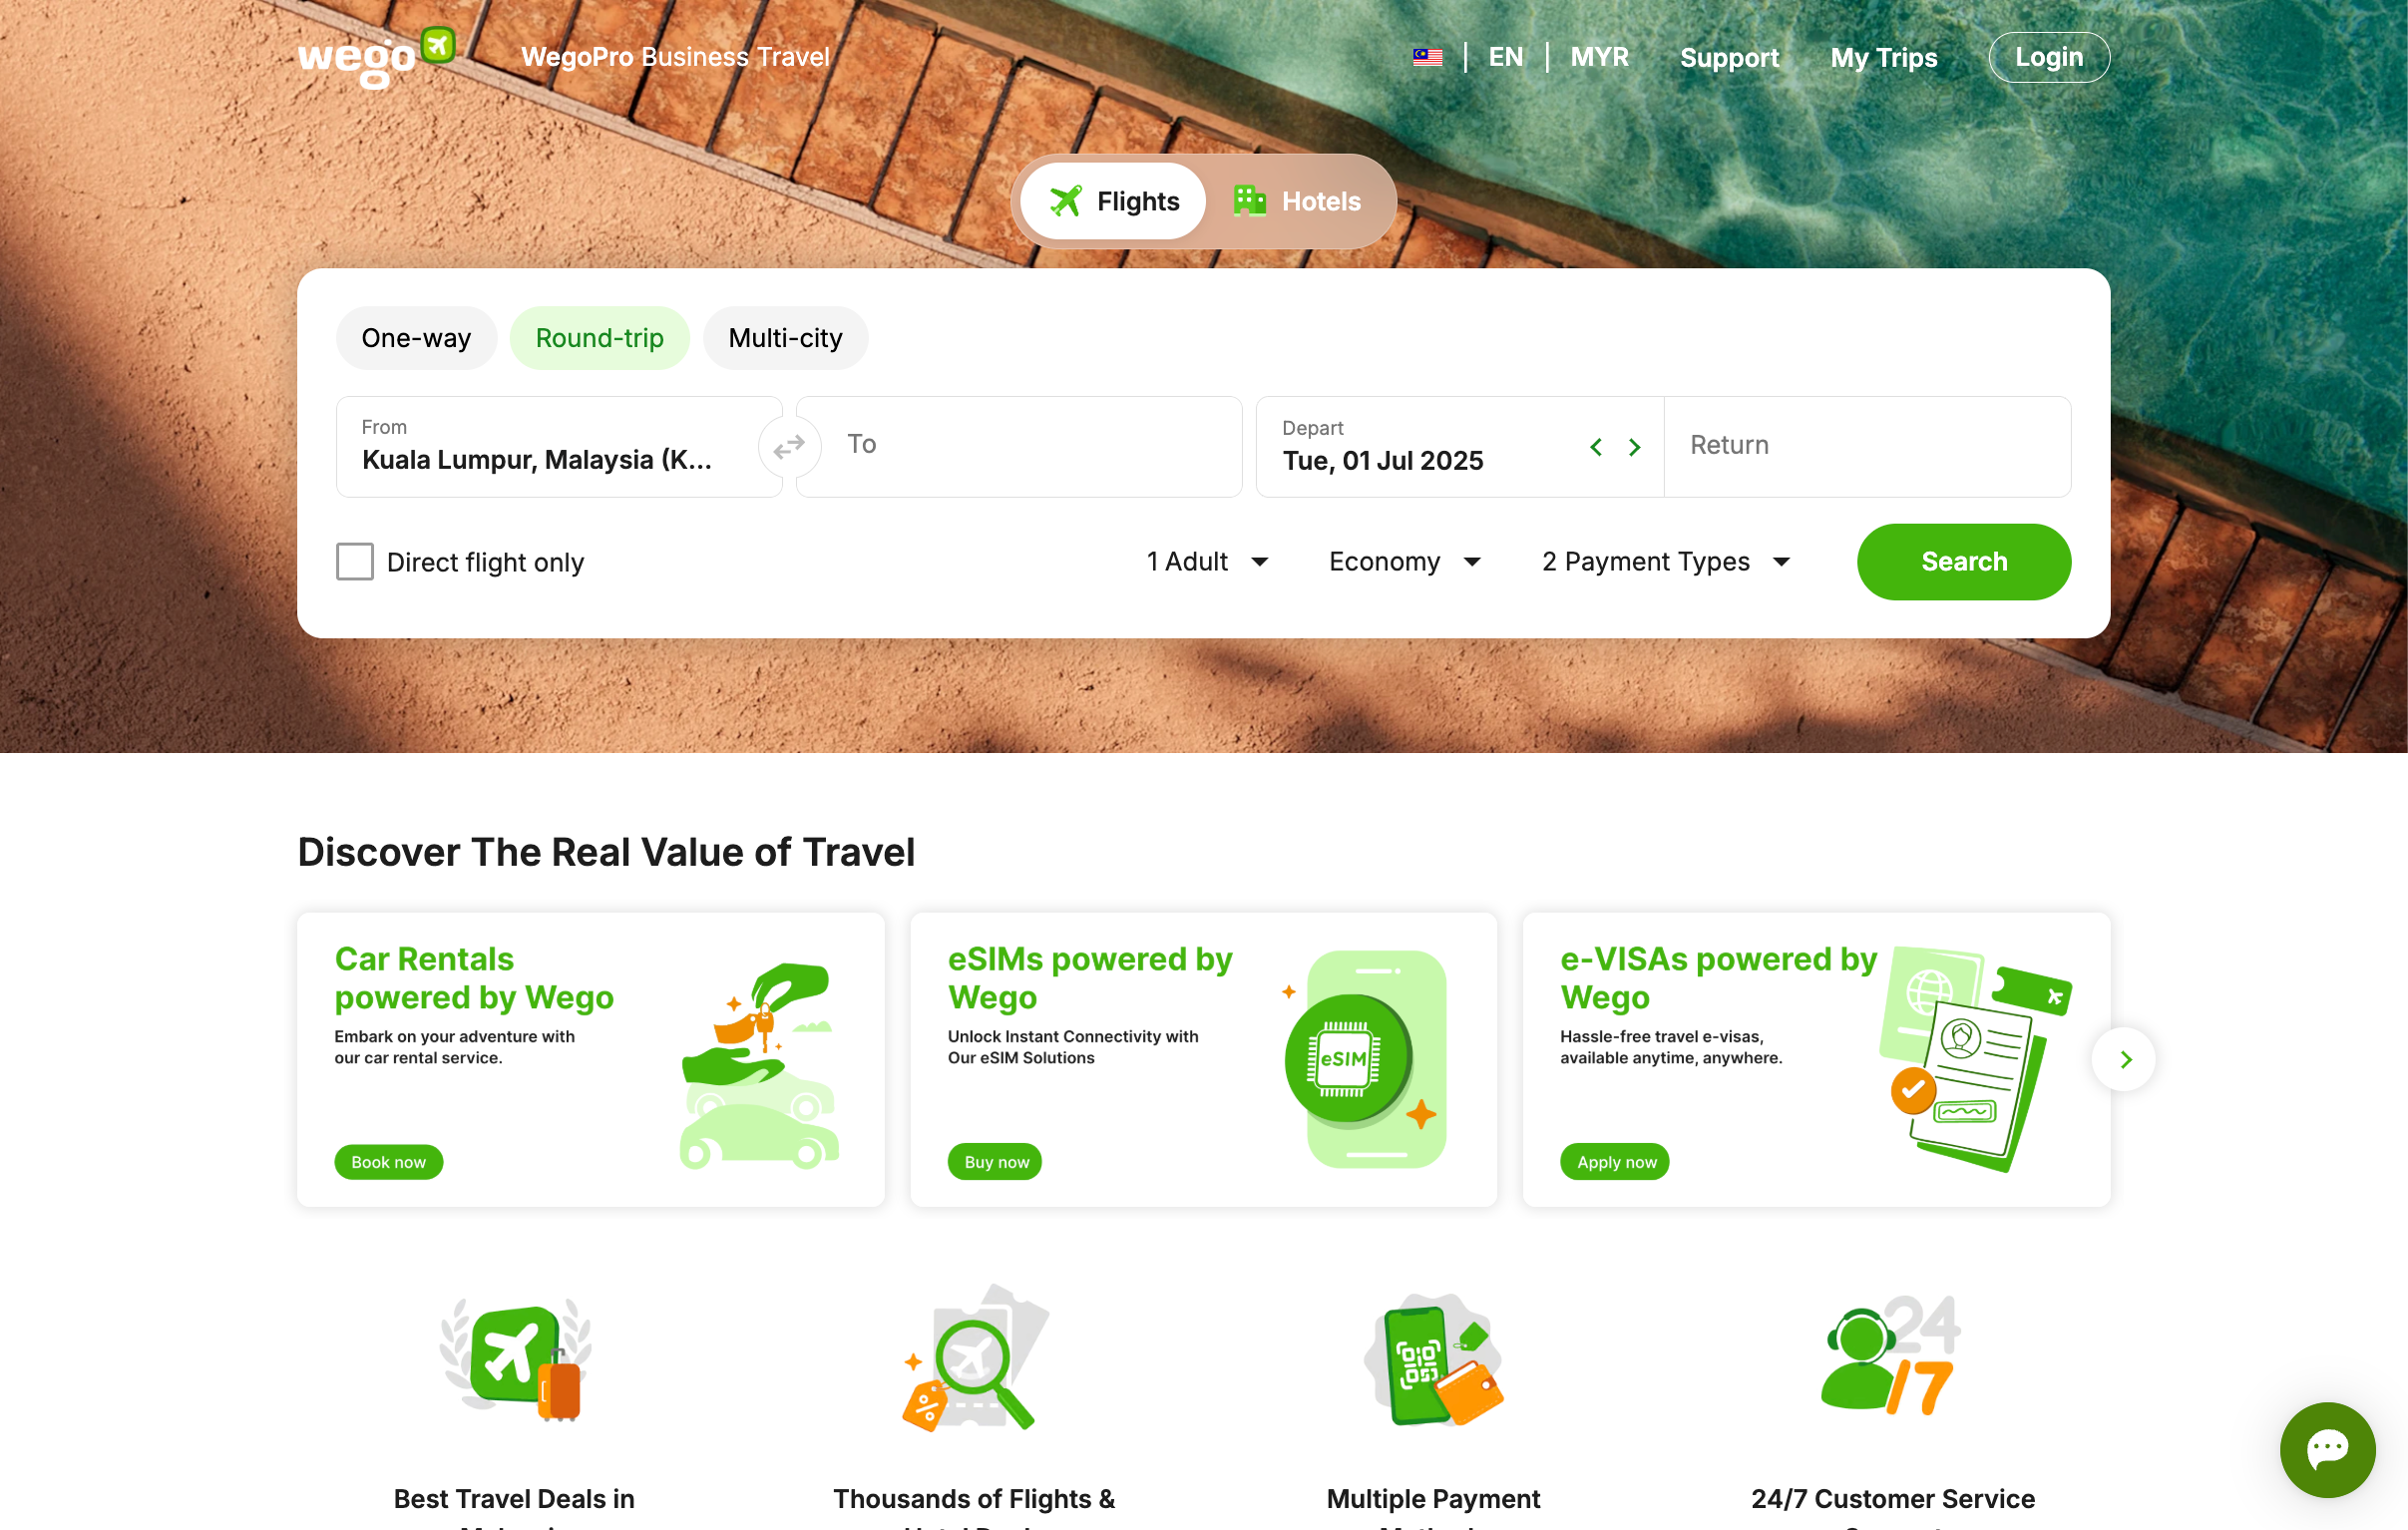 wego
WegoPro Business Travel
EN
MYR
Support
My Trips
Login
Flights
Hotels
One-way
Round-trip
Multi-city
From
Kuala Lumpur, Malaysia (K...
To
Depart
Tue, 01 Jul 2025
Return
Direct flight only
1 Adult
Economy
2 Payment Types
Search
Discover The Real Value of Travel
Car Rentals
powered by Wego
Embark on your adventure with
our car rental service.
Book now
eSIMs powered by
Wego
Unlock Instant Connectivity with
Our eSIM Solutions
Buy now
eSIM
e-VISAs powered by
Wego
Hassle-free travel e-visas,
available anytime, anywhere.
Apply now
24
/7
Best Travel Deals in
Thousands of Flights &
Multiple Payment
24/7 Customer Service